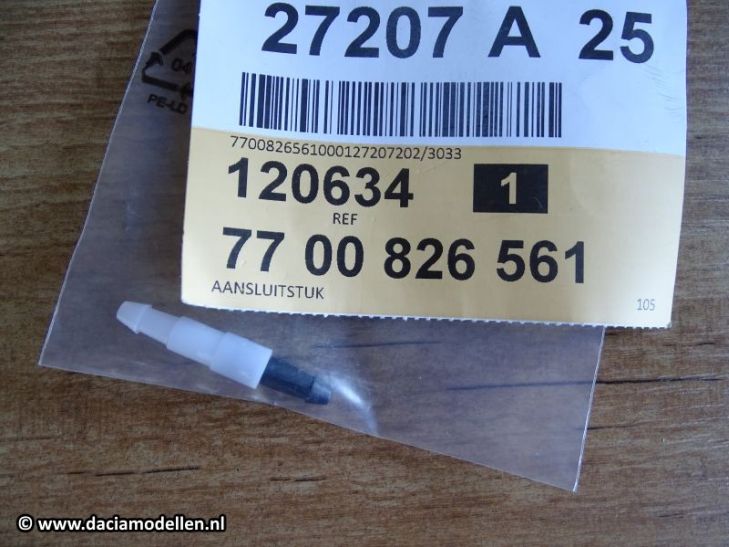 27207 A 25
7700826561000127207202/3033
120634 1
REF
77 00 826 561
AANSLUITSTUK
105
04
PE-LD
© www.daciamodellen.nl